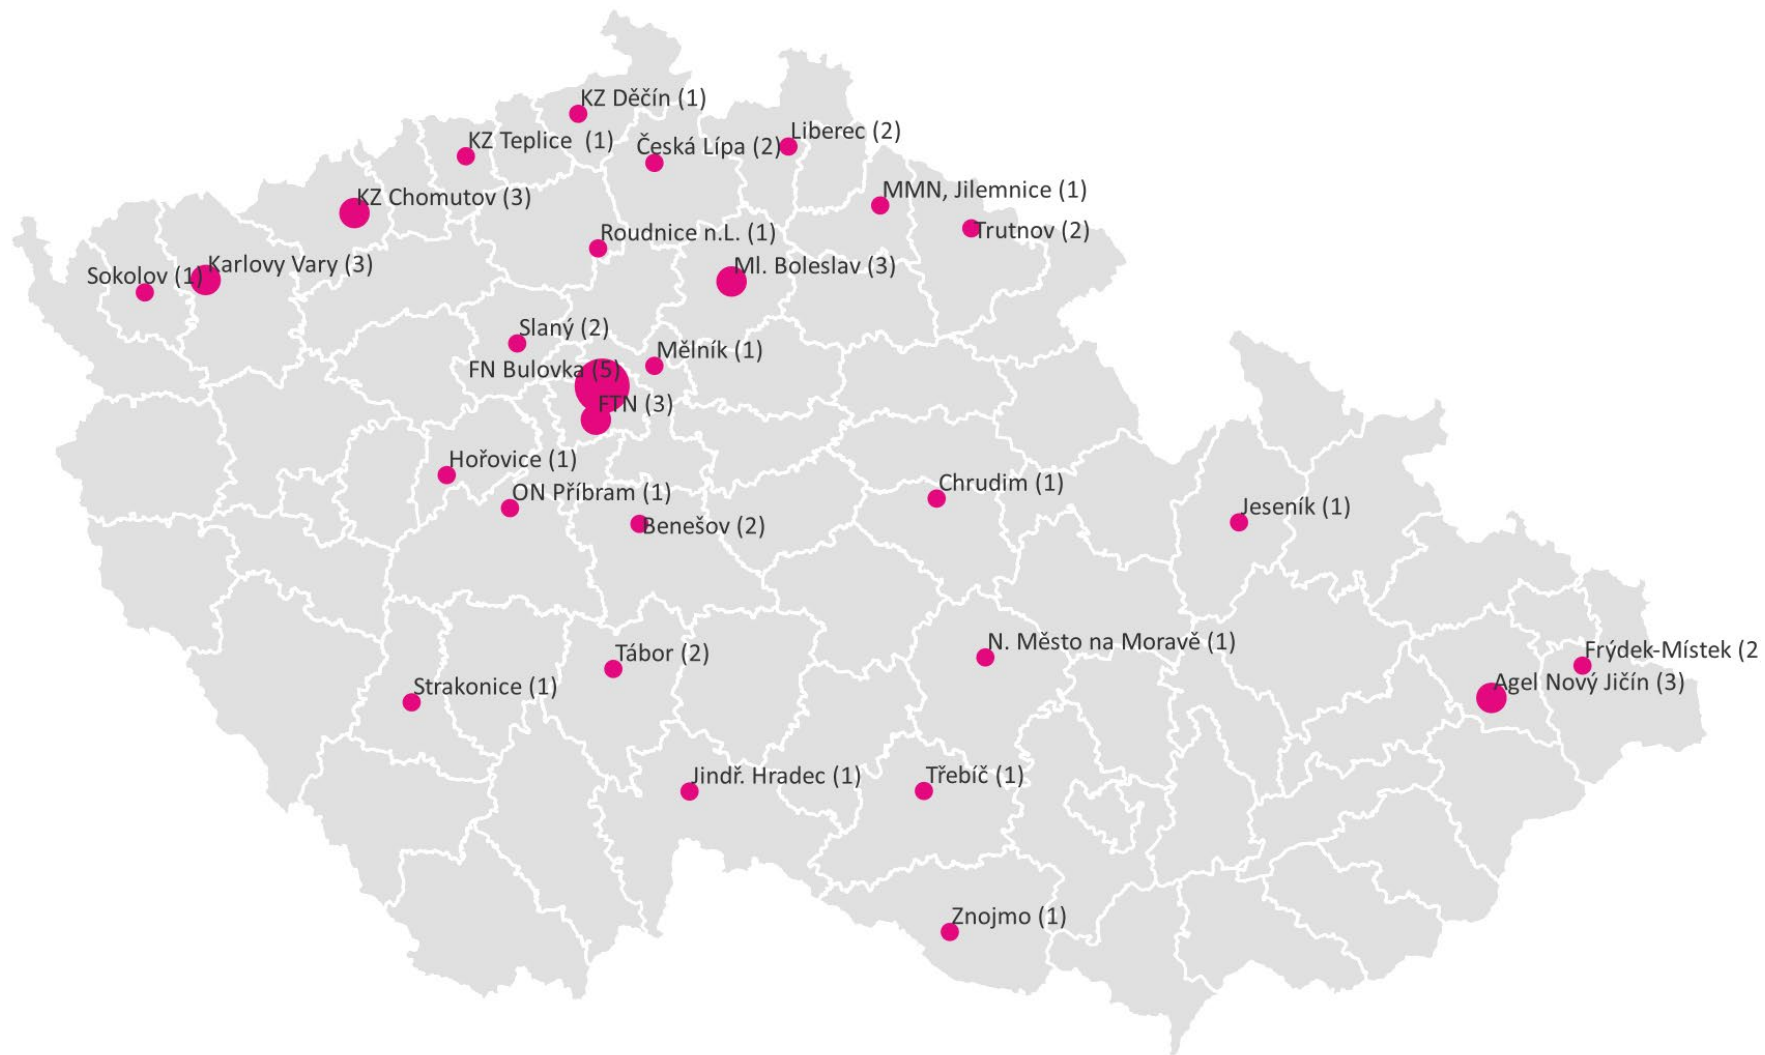 KZ Děčín (1)
Liberec (2)
KZ Teplice  (1)
Česká Lípa (2)
MMN, Jilemnice (1)
KZ Chomutov (3)
Trutnov (2)
Roudnice n.L. (1)
Karlovy Vary (3)
Ml. Boleslav (3)
Sokolov (1)
Slaný (2)
Mělník (1)
FN Bulovka (5)
FTN (3)
Hořovice (1)
Chrudim (1)
ON Příbram (1)
Jeseník (1)
Benešov (2)
N. Město na Moravě (1)
Frýdek-Místek (2
Tábor (2)
Agel Nový Jičín (3)
Strakonice (1)
Jindř. Hradec (1)
Třebíč (1)
Znojmo (1)